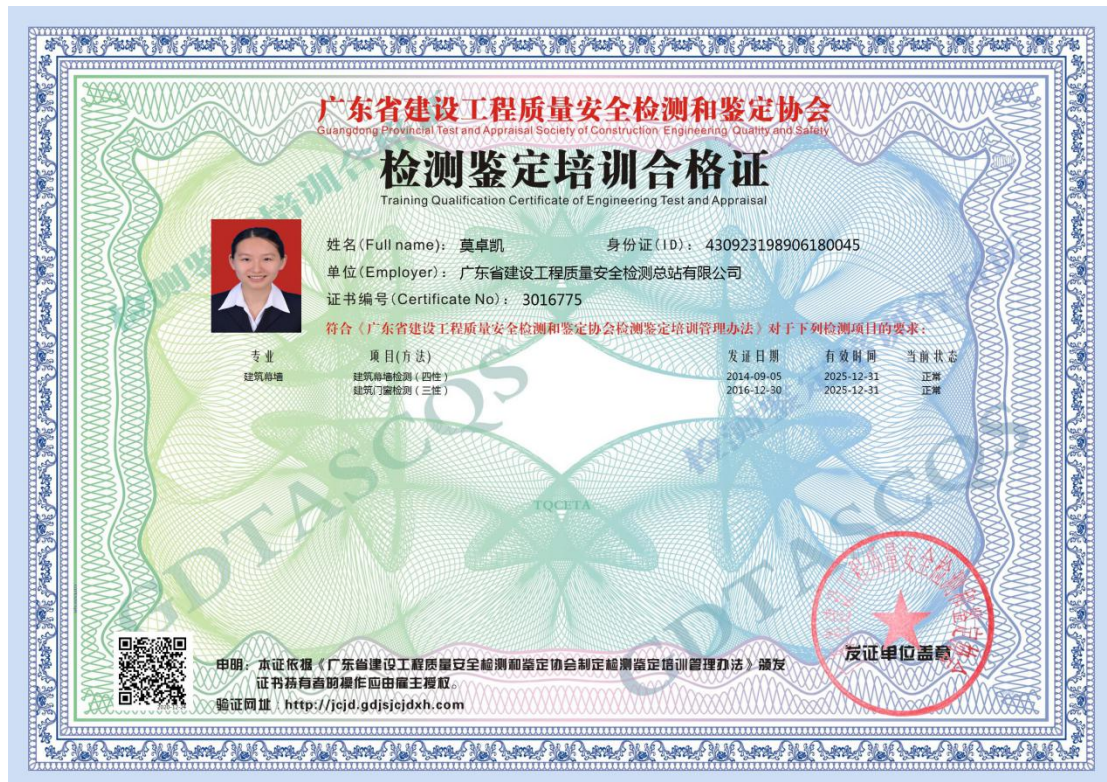 广东省建设工程质量安全检测和鉴定协会
Guangdong Provincial Test and Appraisal Society of Construction Engineering Quality and Safety
检测鉴定培训合格证
Training Qualification Certificate of Engineering Test and Appraisal
姓名(Full name): 莫卓凯 身份证(ID): 430923198906180045
单位(Employer): 广东省建设工程质量安全检测总站有限公司
证书编号(Certificate No): 3016775
符合《广东省建设工程质量安全检测和鉴定协会检测鉴定培训管理办法》对于下列检测项目的要求:
专业 项目(方法) 发证日期 有效时间 当前状态
建筑幕墙 建筑幕墙检测(四性) 2014-09-05 2025-12-31 正常
建筑门窗检测(三性) 2016-12-30 2025-12-31 正常
TQCETA
GDTASCQS
GDTASCQS
发证单位盖章
申明: 本证依据《广东省建设工程质量安全检测和鉴定协会制定检测鉴定培训管理办法》颁发
证书持有者的操作应由雇主授权。
验证网址 http://jcjd.gdjsjcjdxh.com